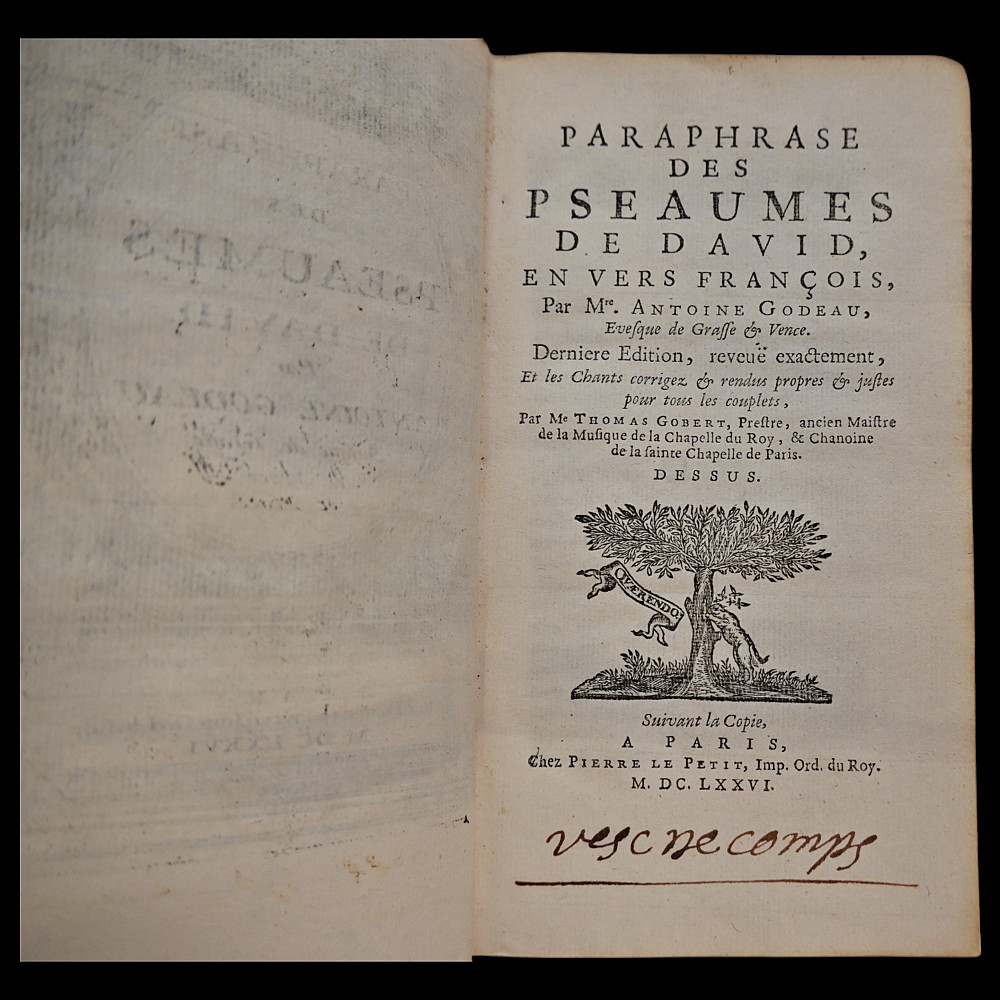 PARAPHRASE
DES
PSEAUMES
DE DAVID,
EN VERS FRANÇOIS,
Par Mre. ANTOINE GODEAU,
Eveſque de Graſſe & Vence.
Derniere Edition, reveuë exactement,
Et les Chants corrigez & rendus propres & juſtes
pour tous les couplets,
Par Me THOMAS GOBERT, Preſtre, ancien Maiſtre
de la Muſique de la Chapelle du Roy, & Chanoine
de la ſainte Chapelle de Paris.
DESSUS.
QUÆRENDO
Suivant la Copie,
A PARIS,
Chez PIERRE LE PETIT, Imp. Ord. du Roy.
M. DC. LXXVI.
vesc de comps